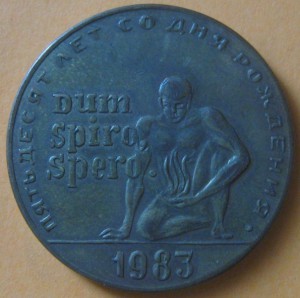 ПЯТЬДЕСЯТ ЛЕТ СО ДНЯ РОЖДЕНИЯ.
Dum
Spiro,
Spero.
1983